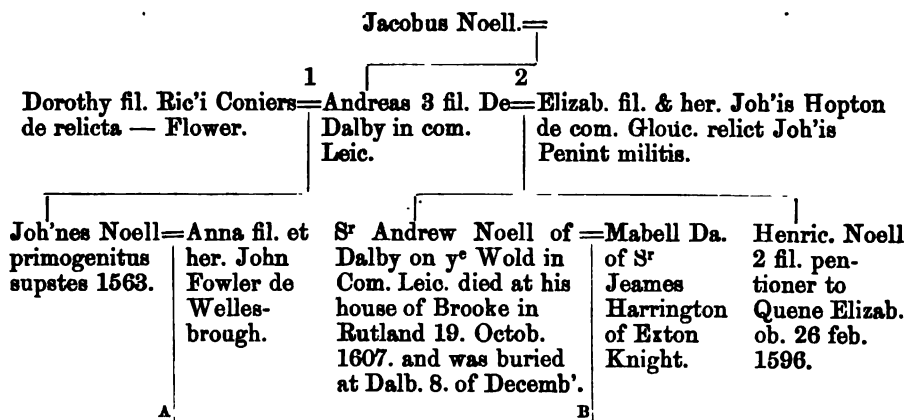 Jacobus Noell.=
1 2
Dorothy fil. Ric'i Coniers=Andreas 3 fil. De=Elizab. fil. & her. Joh'is Hopton
de relicta — Flower.
Dalby in com.
Leic.
de com. Glouc. relict Joh'is
Penint militis.
Joh'nes Noell=
primogenitus
supstes 1563.
Anna fil. et
her. John
Fowler de
Welles-
brough.
Sr Andrew Noell of=
Dalby on ye Wold in
Com. Leic. died at his
house of Brooke in
Rutland 19. Octob.
1607. and was buried
at Dalb. 8. of Decemb'.
Mabell Da.
of Sr
Jeames
Harrington
of Exton
Knight.
Henric. Noell
2 fil. pen-
tioner to
Quene Elizab.
ob. 26 feb.
1596.
A B